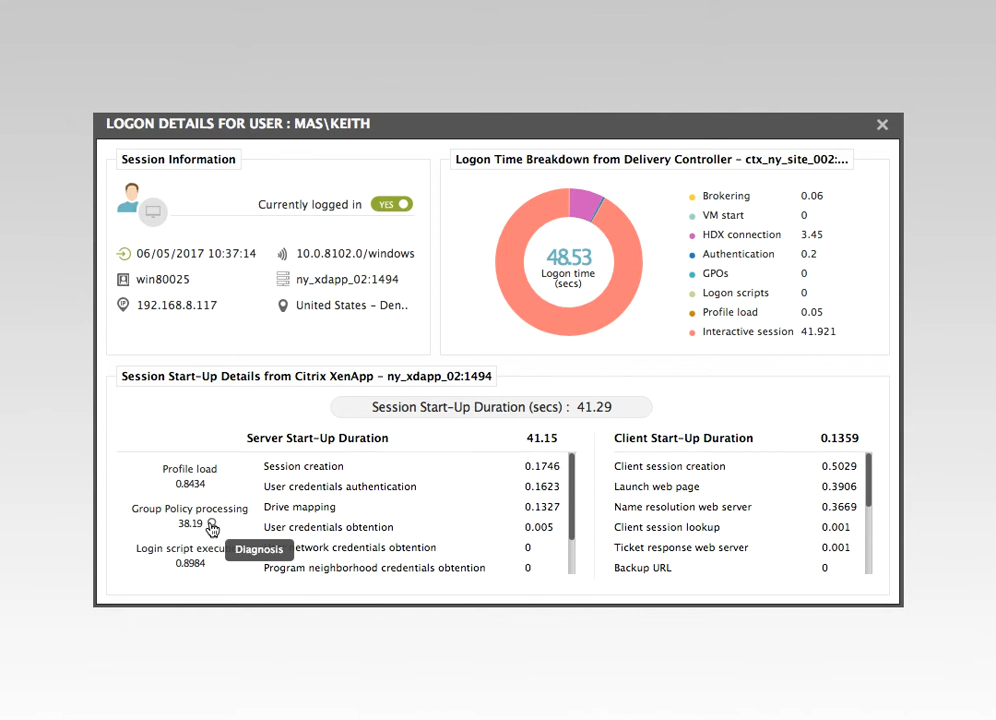 LOGON DETAILS FOR USER : MAS\KEITH
Session Information
Currently logged in YES
06/05/2017 10:37:14 10.0.8102.0/windows
win80025 ny_xdapp_02:1494
192.168.8.117 United States - Den..
Logon Time Breakdown from Delivery Controller - ctx_ny_site_002:...
48.53
Logon time
(secs)
Brokering 0.06
VM start 0
HDX connection 3.45
Authentication 0.2
GPOs 0
Logon scripts 0
Profile load 0.05
Interactive session 41.921
Session Start-Up Details from Citrix XenApp - ny_xdapp_02:1494
Session Start-Up Duration (secs) : 41.29
Server Start-Up Duration 41.15
Profile load
0.8434
Group Policy processing
38.19
Login script
0.8984
Diagnosis
Session creation 0.1746
User credentials authentication 0.1623
Drive mapping 0.1327
User credentials obtention 0.005
network credentials obtention 0
Program neighborhood credentials obtention 0
Client Start-Up Duration 0.1359
Client session creation 0.5029
Launch web page 0.3906
Name resolution web server 0.3669
Client session lookup 0.001
Ticket response web server 0.001
Backup URL 0